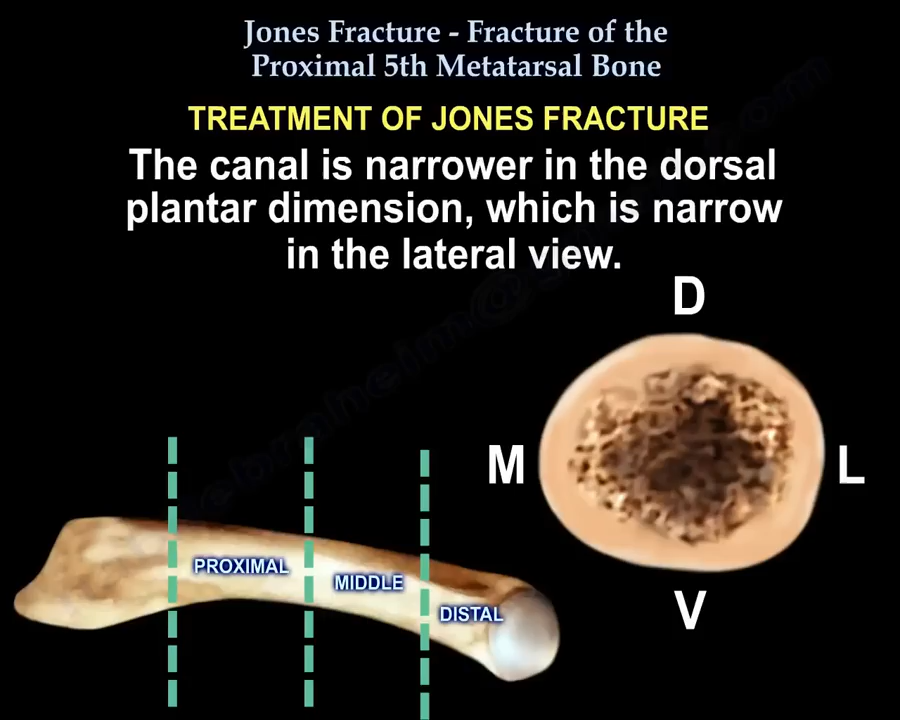 Jones Fracture - Fracture of the
Proximal 5th Metatarsal Bone
TREATMENT OF JONES FRACTURE
The canal is narrower in the dorsal
plantar dimension, which is narrow
in the lateral view.
D
M
L
V
PROXIMAL
MIDDLE
DISTAL